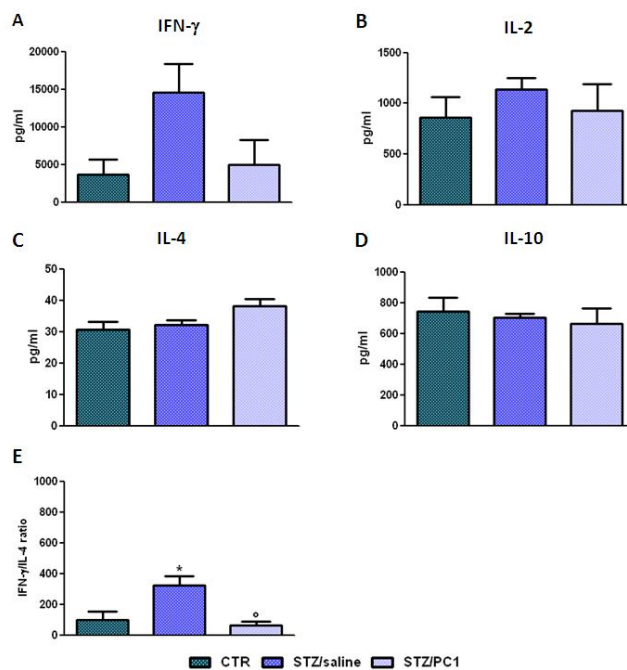 A
IFN-γ
pg/ml
20000
15000
10000
5000
0
B
IL-2
pg/ml
1500
1000
500
0
C
IL-4
pg/ml
50
40
30
20
10
0
D
IL-10
pg/ml
1000
800
600
400
200
0
E
IFN-γ/IL-4 ratio
1000
800
600
400
200
0
*
°
CTR STZ/saline STZ/PC1